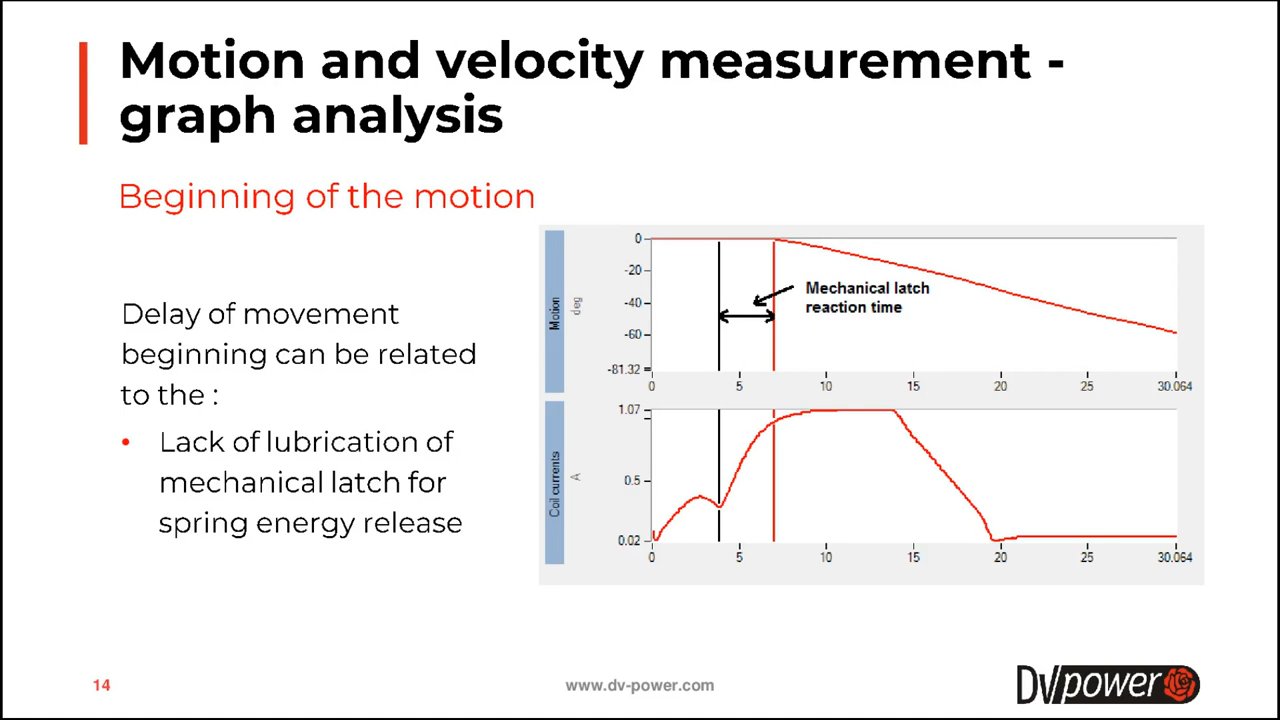 Motion and velocity measurement -
graph analysis
Beginning of the motion
Delay of movement
beginning can be related
to the :
• Lack of lubrication of
mechanical latch for
spring energy release
Motion
deg
0
-20
-40
-60
-81.32
Mechanical latch
reaction time
0 5 10 15 20 25 30.064
Coil currents
A
1.07
0.5
0.02
0 5 10 15 20 25 30.064
14
www.dv-power.com
DV power